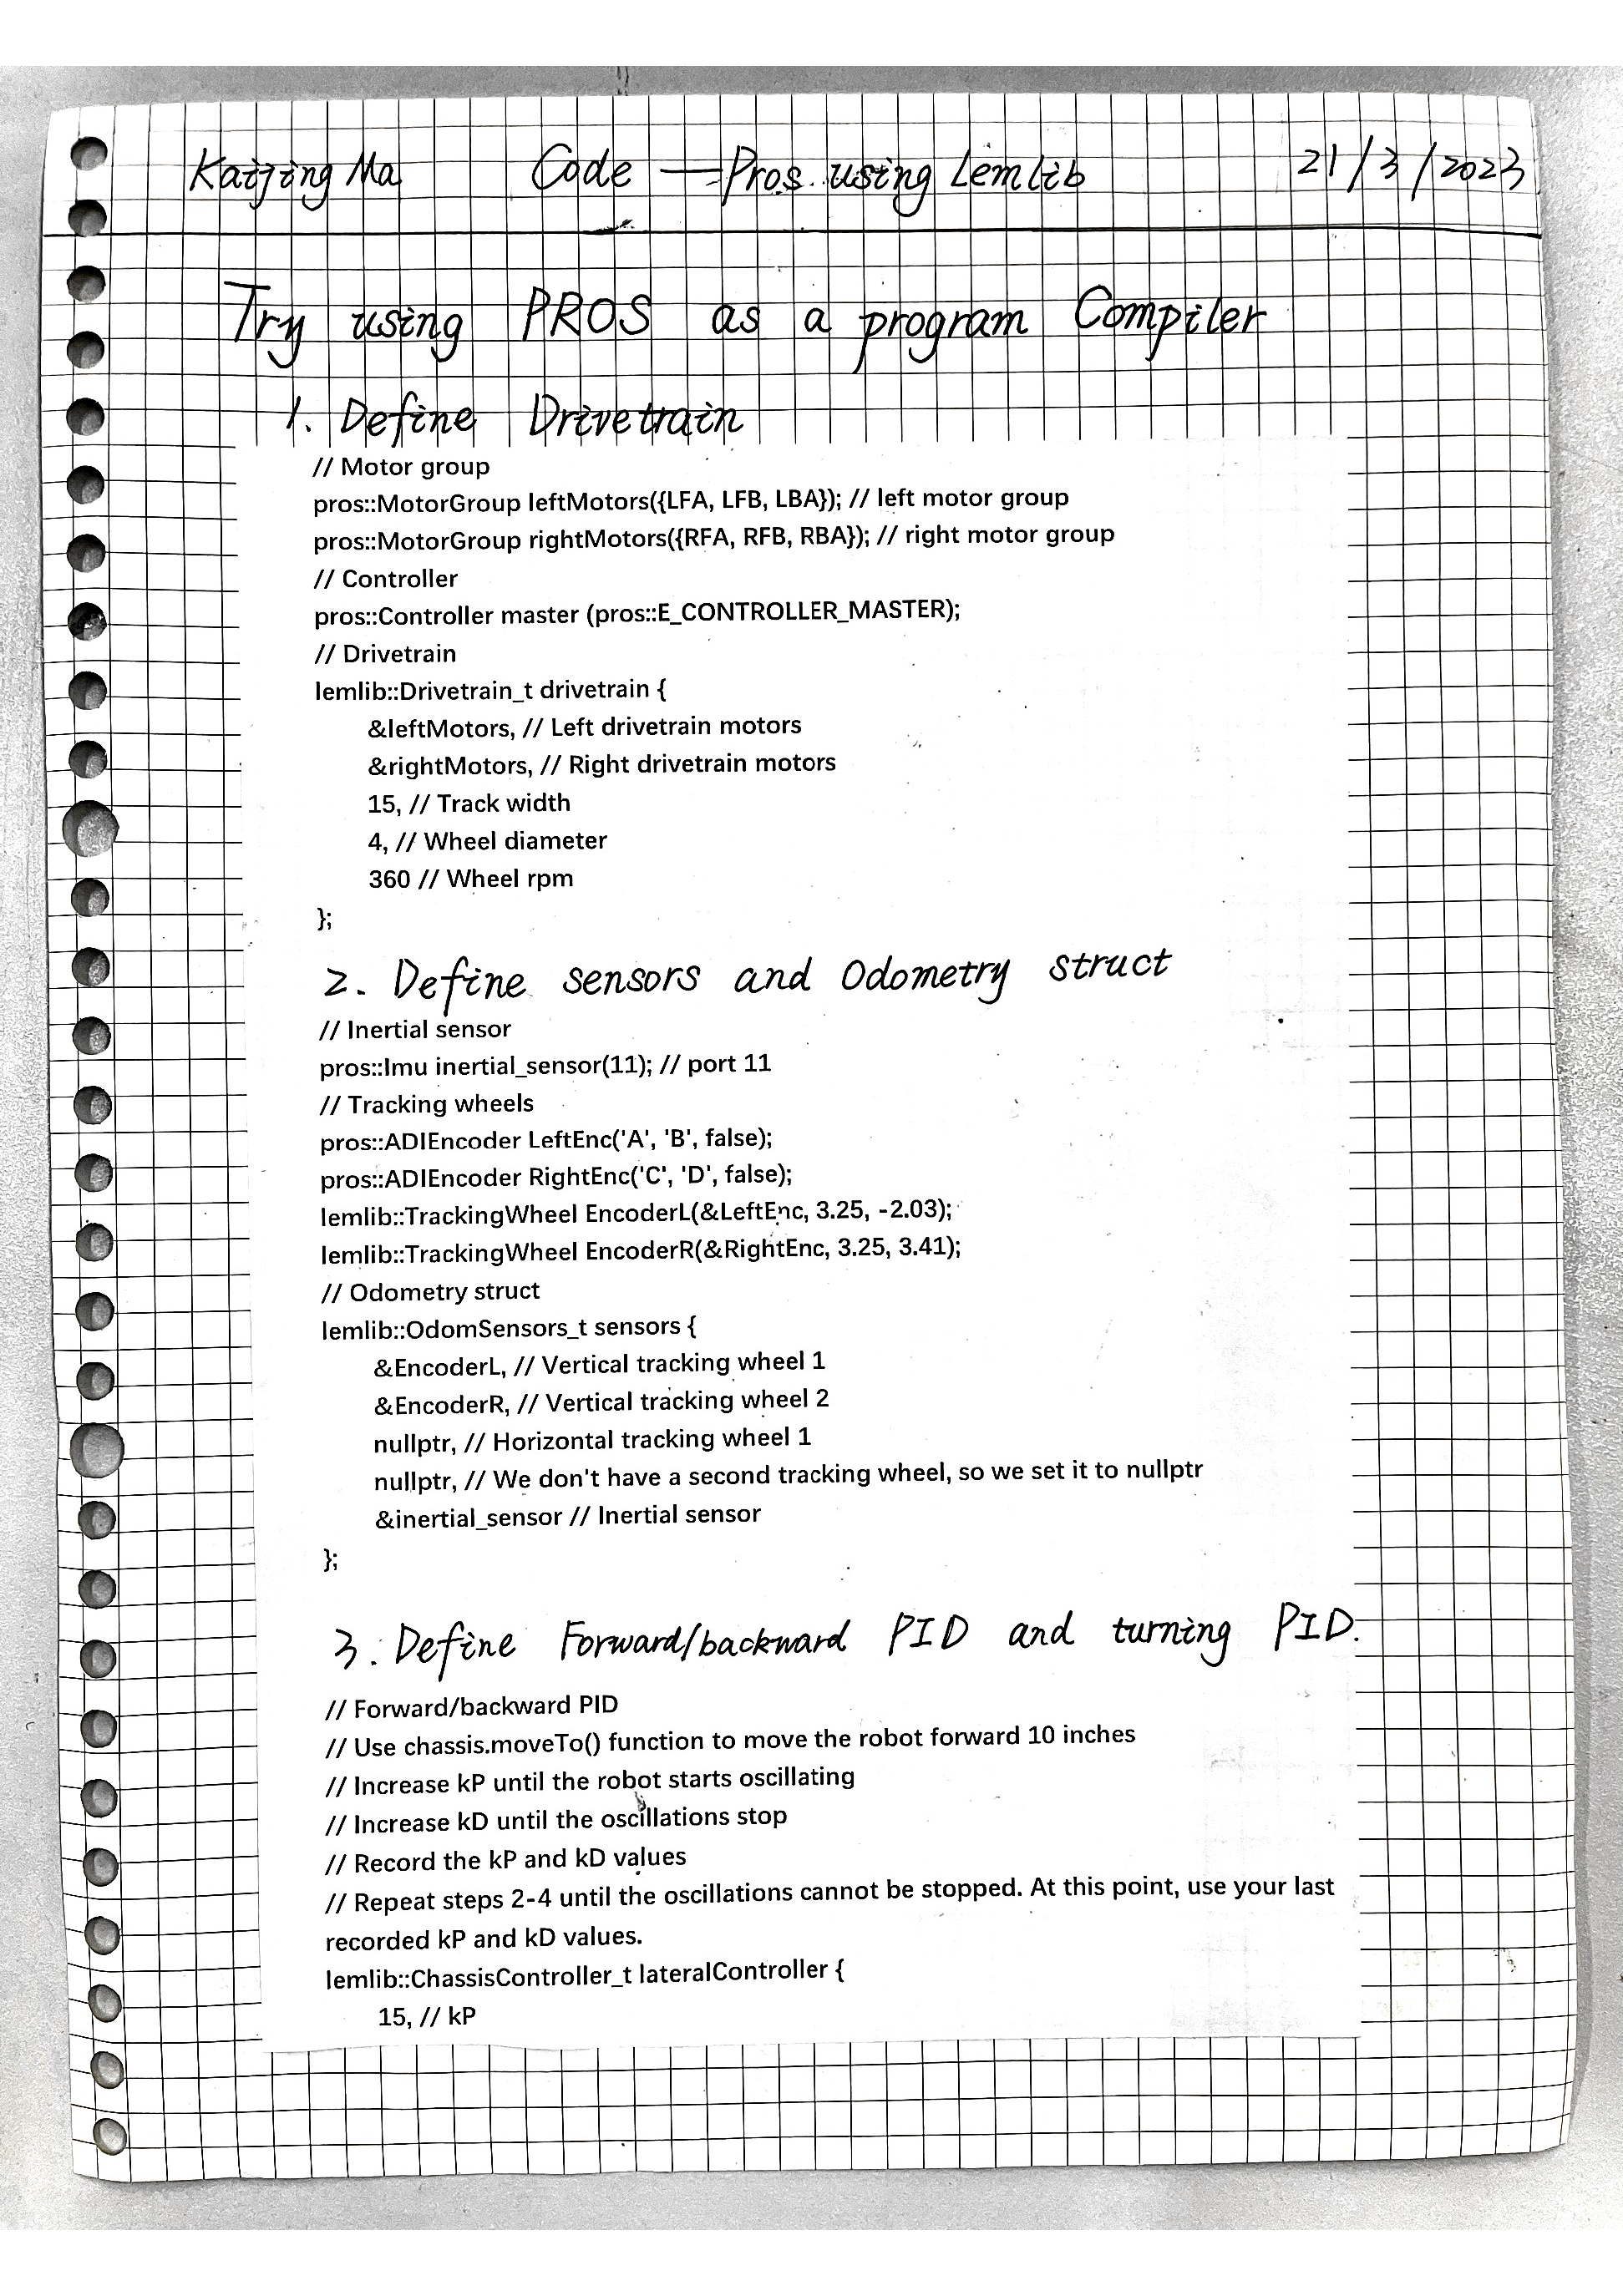 Kaijing Ma Code — Pros using Lemlib 21/3/2023
Try using PROS as a program Compiler
1. Define Drivetrain
// Motor group
pros::MotorGroup leftMotors({LFA, LFB, LBA}); // left motor group
pros::MotorGroup rightMotors({RFA, RFB, RBA}); // right motor group
// Controller
pros::Controller master (pros::E_CONTROLLER_MASTER);
// Drivetrain
lemlib::Drivetrain_t drivetrain {
&leftMotors, // Left drivetrain motors
&rightMotors, // Right drivetrain motors
15, // Track width
4, // Wheel diameter
360 // Wheel rpm
};
2. Define sensors and Odometry struct
// Inertial sensor
pros::Imu inertial_sensor(11); // port 11
// Tracking wheels
pros::ADIEncoder LeftEnc('A', 'B', false);
pros::ADIEncoder RightEnc('C', 'D', false);
lemlib::TrackingWheel EncoderL(&LeftEnc, 3.25, -2.03);
lemlib::TrackingWheel EncoderR(&RightEnc, 3.25, 3.41);
// Odometry struct
lemlib::OdomSensors_t sensors {
&EncoderL, // Vertical tracking wheel 1
&EncoderR, // Vertical tracking wheel 2
nullptr, // Horizontal tracking wheel 1
nullptr, // We don't have a second tracking wheel, so we set it to nullptr
&inertial_sensor // Inertial sensor
};
3. Define Forward/backward PID and turning PID.
// Forward/backward PID
// Use chassis.moveTo() function to move the robot forward 10 inches
// Increase kP until the robot starts oscillating
// Increase kD until the oscillations stop
// Record the kP and kD values
// Repeat steps 2-4 until the oscillations cannot be stopped. At this point, use your last
recorded kP and kD values.
lemlib::ChassisController_t lateralController {
15, // kP